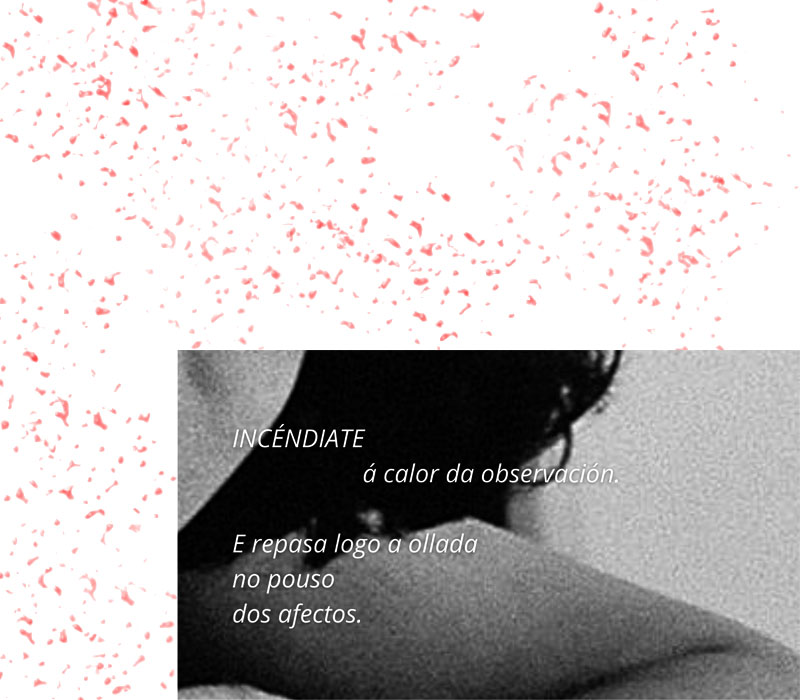 INCÉNDIATE
á calor da observación.
E repasa logo a ollada
no pouso
dos afectos.